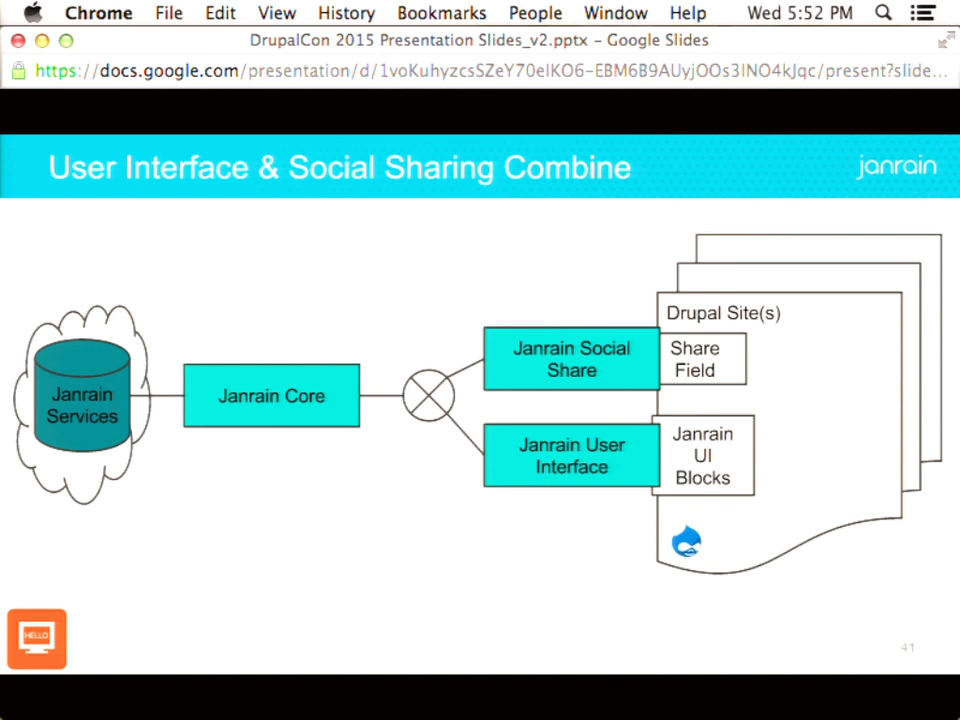 Chrome File Edit View History Bookmarks People Window Help Wed 5:52 PM
DrupalCon 2015 Presentation Slides_v2.pptx – Google Slides
https://docs.google.com/presentation/d/1voKuhyzcsSZeY70elKO6-EBM6B9AUyjOOs3lNO4kJqc/present?slide...
User Interface & Social Sharing Combine
janrain
Drupal Site(s)
Janrain Social
Share
Share
Field
Janrain
Services
Janrain Core
Janrain User
Interface
Janrain
UI
Blocks
HELLO
41